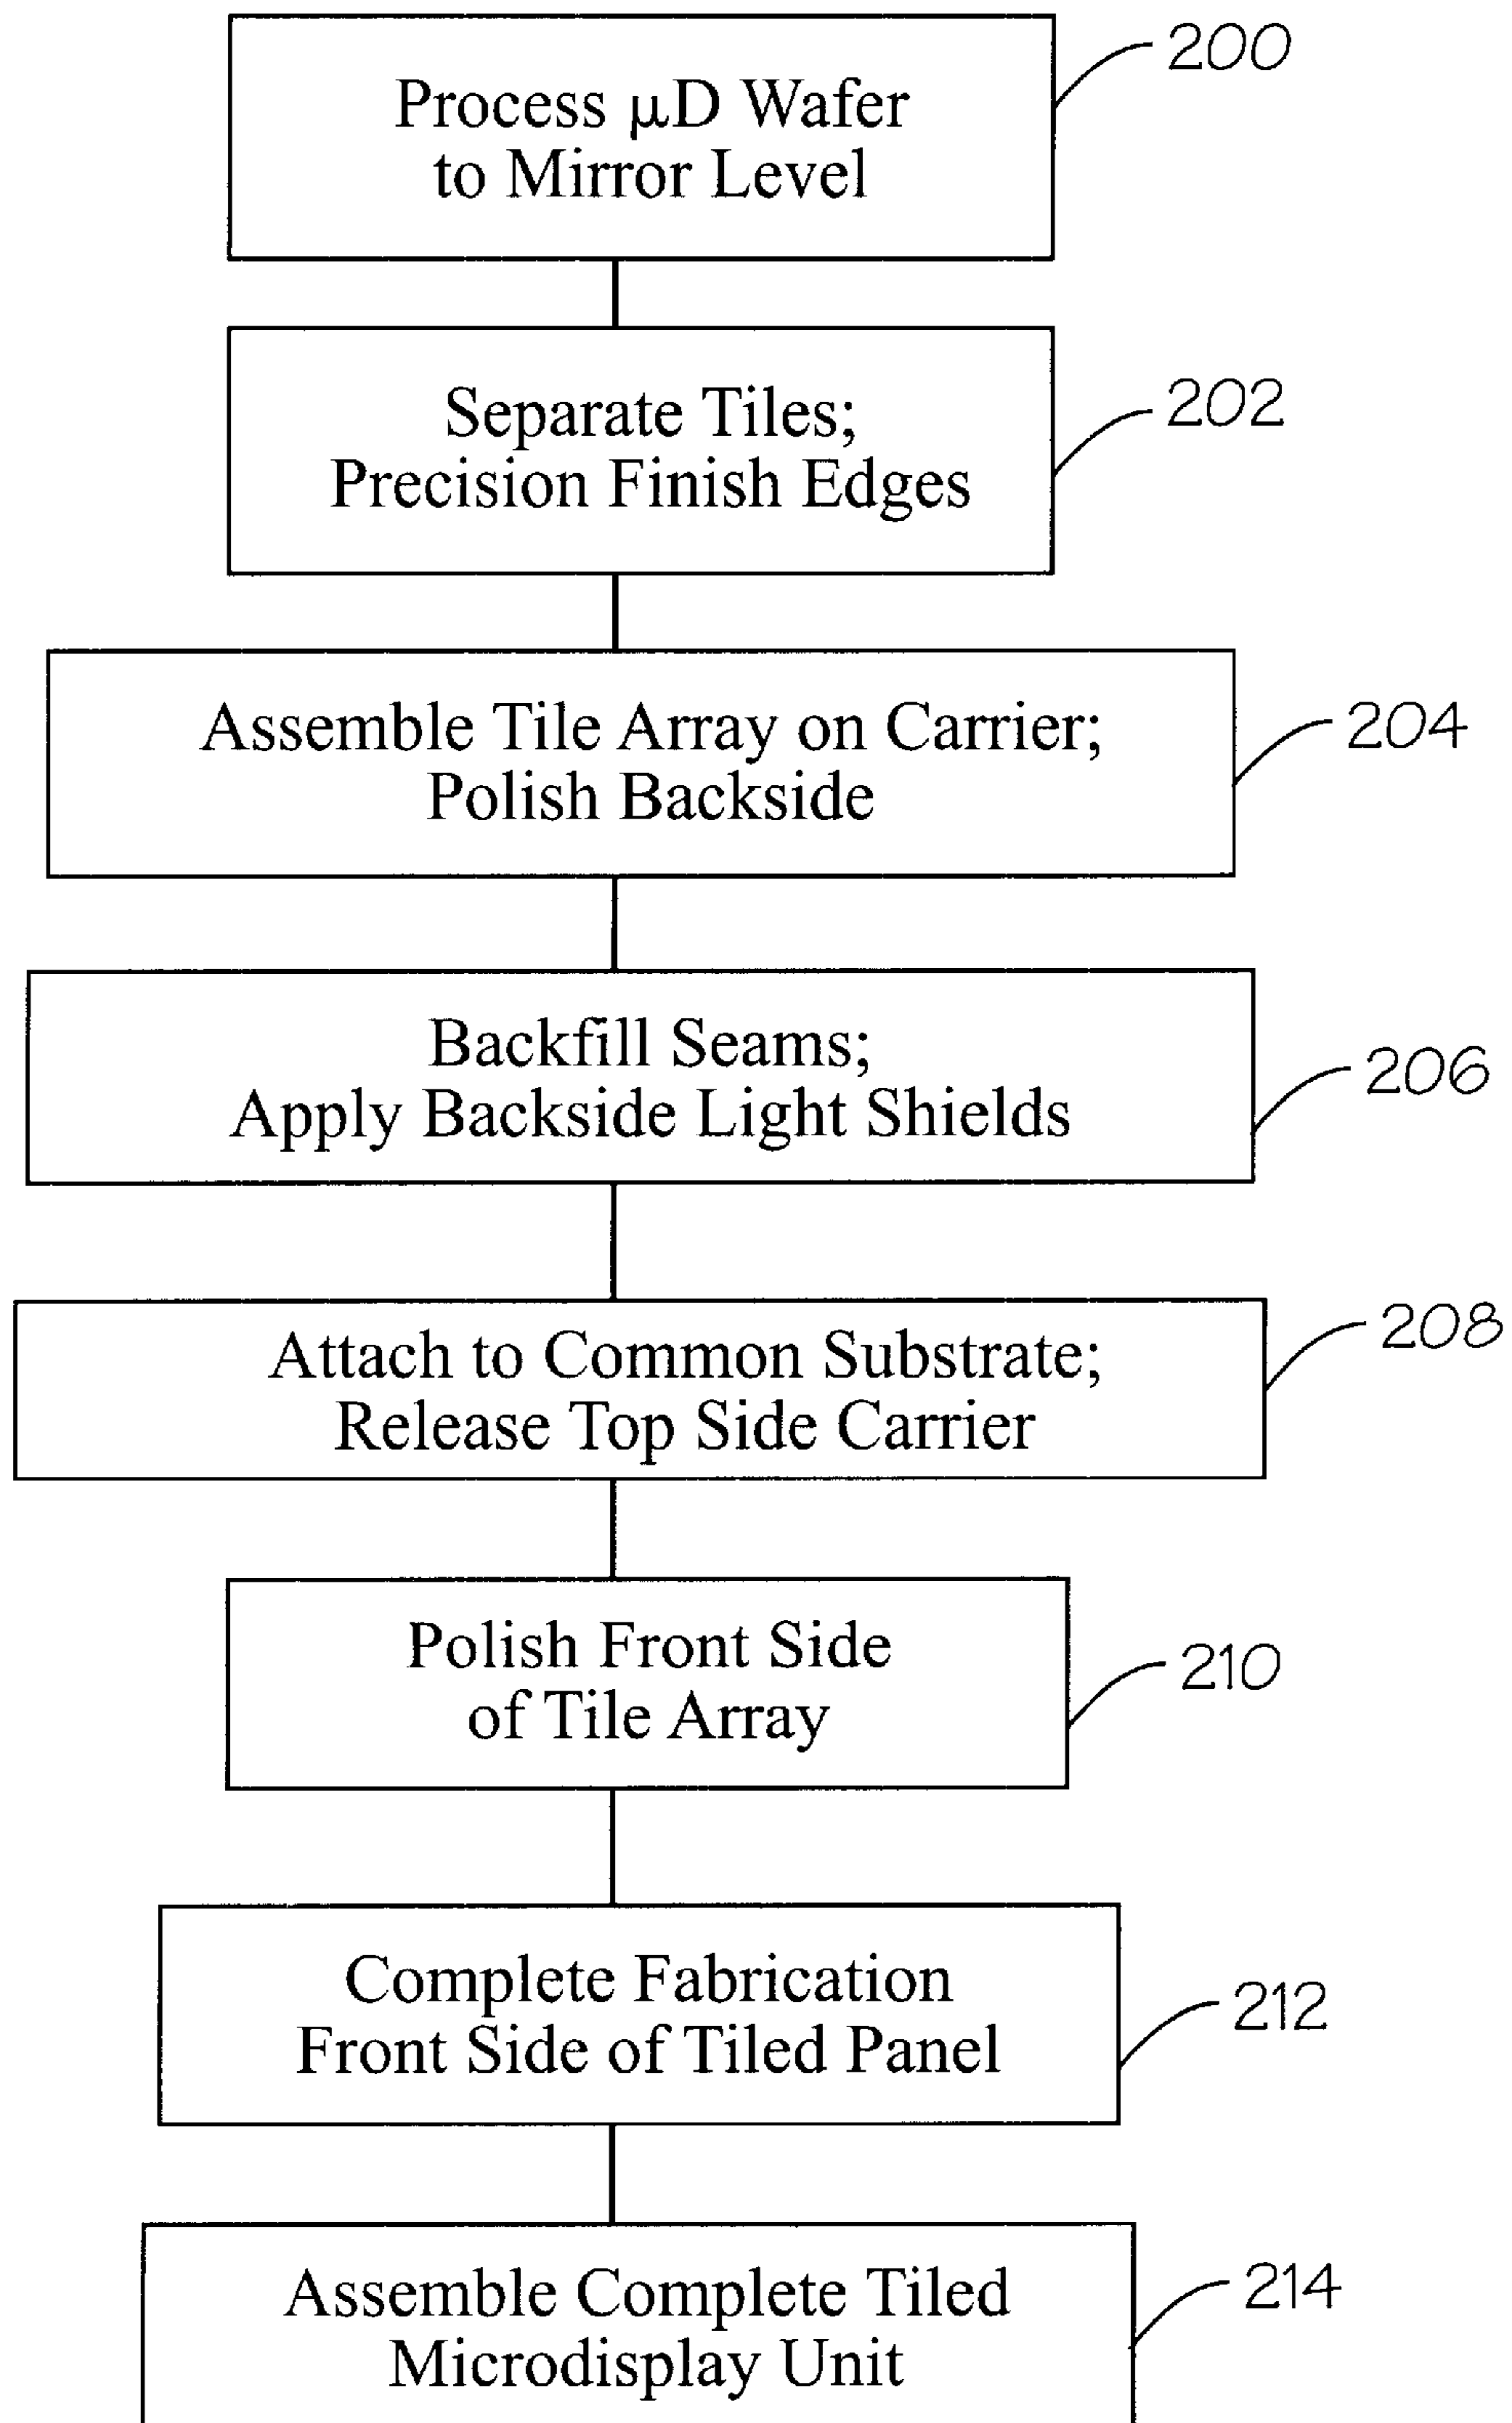 200
Process µD Wafer
to Mirror Level
202
Separate Tiles;
Precision Finish Edges
204
Assemble Tile Array on Carrier;
Polish Backside
206
Backfill Seams;
Apply Backside Light Shields
208
Attach to Common Substrate;
Release Top Side Carrier
210
Polish Front Side
of Tile Array
212
Complete Fabrication
Front Side of Tiled Panel
214
Assemble Complete Tiled
Microdisplay Unit